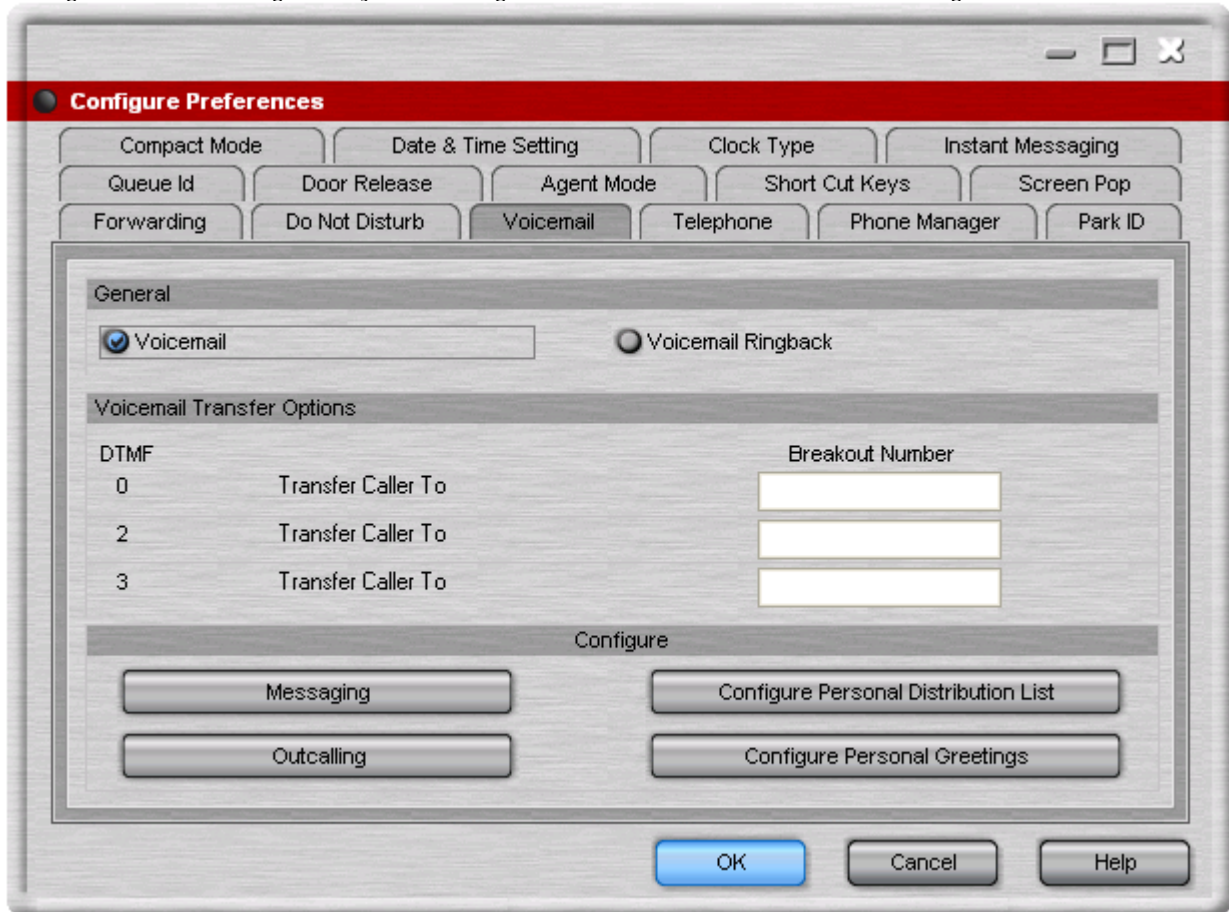 Configure Preferences
Compact Mode Date & Time Setting Clock Type Instant Messaging
Queue Id Door Release Agent Mode Short Cut Keys Screen Pop
Forwarding Do Not Disturb Voicemail Telephone Phone Manager Park ID
General
Voicemail Voicemail Ringback
Voicemail Transfer Options
DTMF Breakout Number
0 Transfer Caller To
2 Transfer Caller To
3 Transfer Caller To
Configure
Messaging Configure Personal Distribution List
Outcalling Configure Personal Greetings
OK Cancel Help